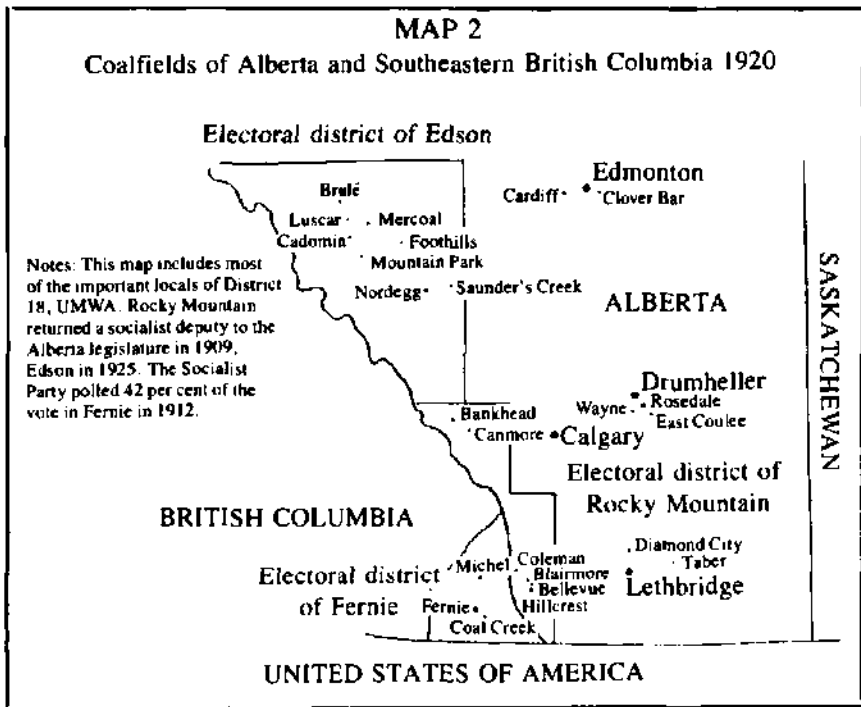 MAP 2
Coalfields of Alberta and Southeastern British Columbia 1920
Electoral district of Edson
Edmonton
Brulé
Cardiff
Clover Bar
Luscar
Mercoal
Cadomin
Foothills
Mountain Park
Notes: This map includes most
of the important locals of District
18, UMWA. Rocky Mountain
returned a socialist deputy to the
Alberta legislature in 1909,
Edson in 1925. The Socialist
Party polled 42 per cent of the
vote in Fernie in 1912.
Nordegg
Saunder's Creek
ALBERTA
SASKATCHEWAN
Drumheller
Rosedale
Wayne
East Coulee
Bankhead
Canmore
Calgary
Electoral district of
Rocky Mountain
BRITISH COLUMBIA
Diamond City
Taber
Lethbridge
Coleman
Michel
Blairmore
Bellevue
Hillcrest
Electoral district
of Fernie
Fernie
Coal Creek
UNITED STATES OF AMERICA